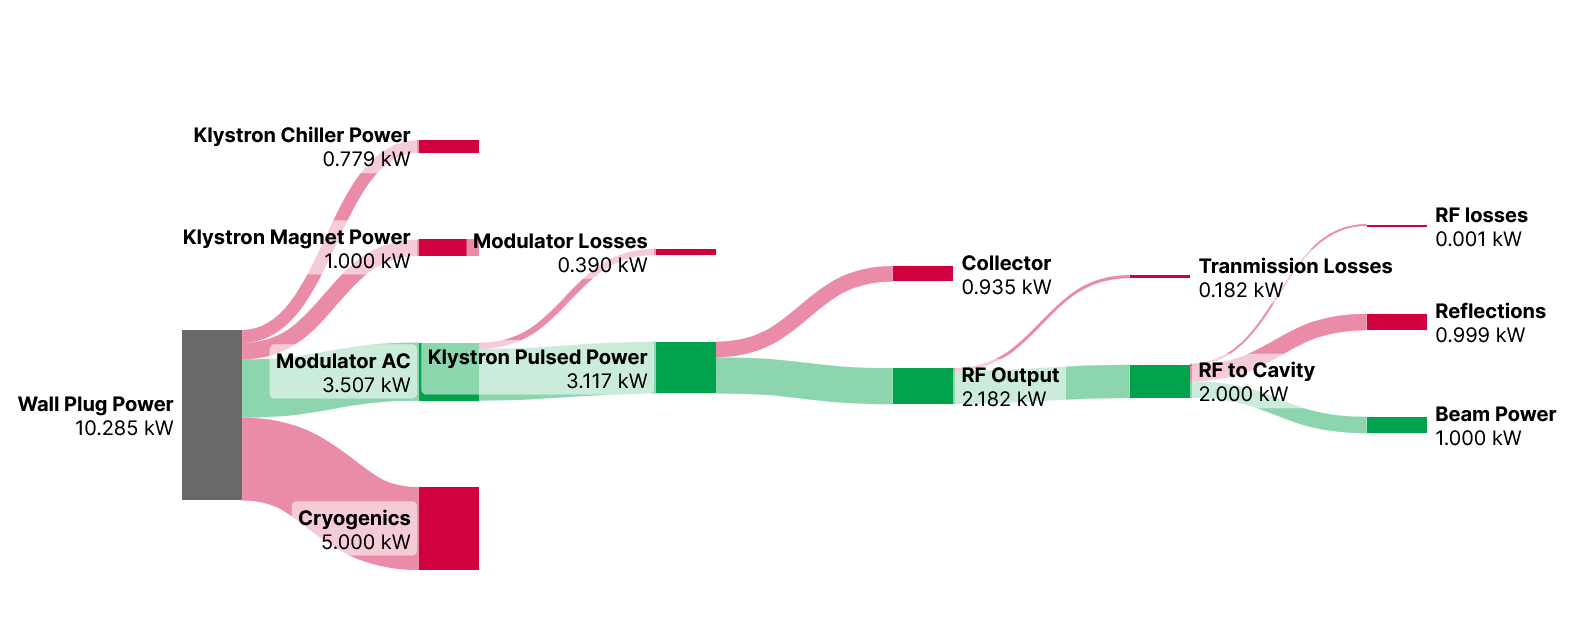 Klystron Chiller Power
0.779 kW
Klystron Magnet Power
1.000 kW
Modulator Losses
0.390 kW
Collector
0.935 kW
Tranmission Losses
0.182 kW
RF losses
0.001 kW
Reflections
0.999 kW
Modulator AC
3.507 kW
Klystron Pulsed Power
3.117 kW
RF Output
2.182 kW
RF to Cavity
2.000 kW
Wall Plug Power
10.285 kW
Beam Power
1.000 kW
Cryogenics
5.000 kW